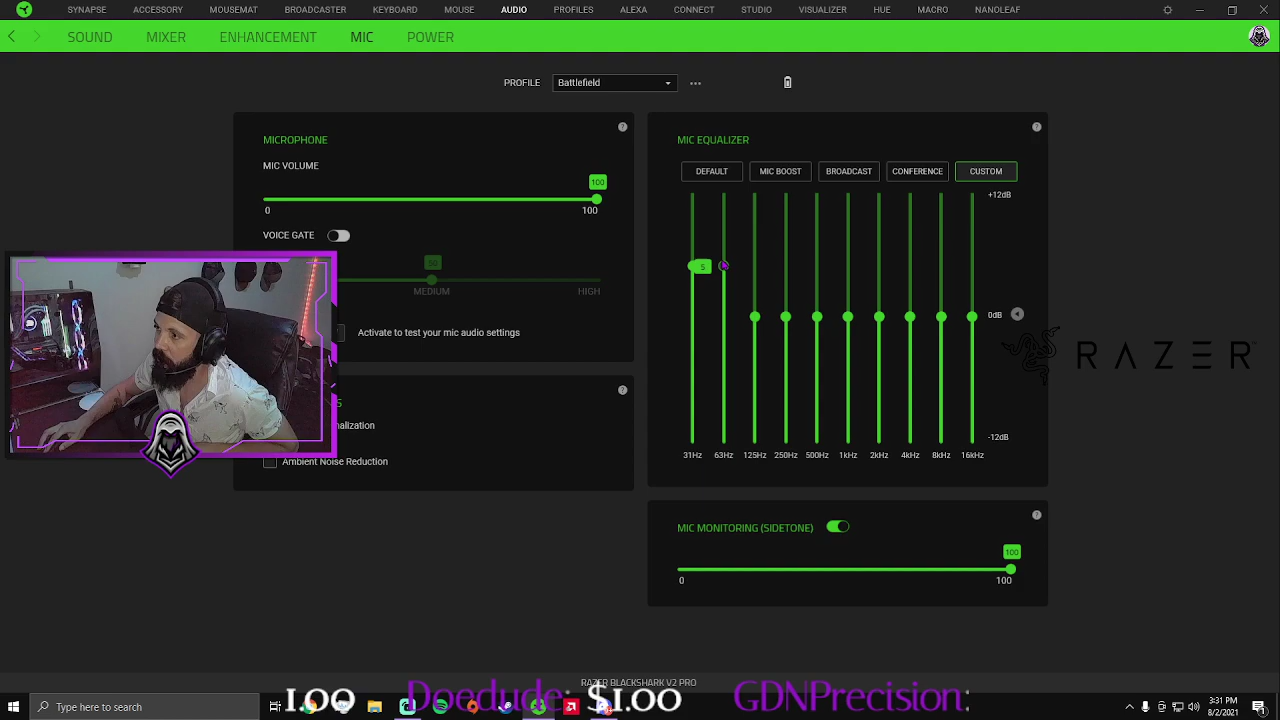 SYNAPSE ACCESSORY MOUSEMAT BROADCASTER KEYBOARD MOUSE AUDIO PROFILES ALEXA CONNECT STUDIO VISUALIZER HUE MACRO NANOLEAF
SOUND MIXER ENHANCEMENT MIC POWER
PROFILE Battlefield
MICROPHONE
MIC VOLUME
100
0 100
VOICE GATE
50
MEDIUM HIGH
Activate to test your mic audio settings
Ambient Noise Reduction
MIC EQUALIZER
DEFAULT MIC BOOST BROADCAST CONFERENCE CUSTOM
+12dB
5
0dB
-12dB
31Hz 63Hz 125Hz 250Hz 500Hz 1kHz 2kHz 4kHz 8kHz 16kHz
RAZER
MIC MONITORING (SIDETONE)
100
0 100
RAZER BLACKSHARK V2 PRO
1.00 Doedude: $1.00 GDNPrecision:
Type here to search
3:31 PM
8/2/2021